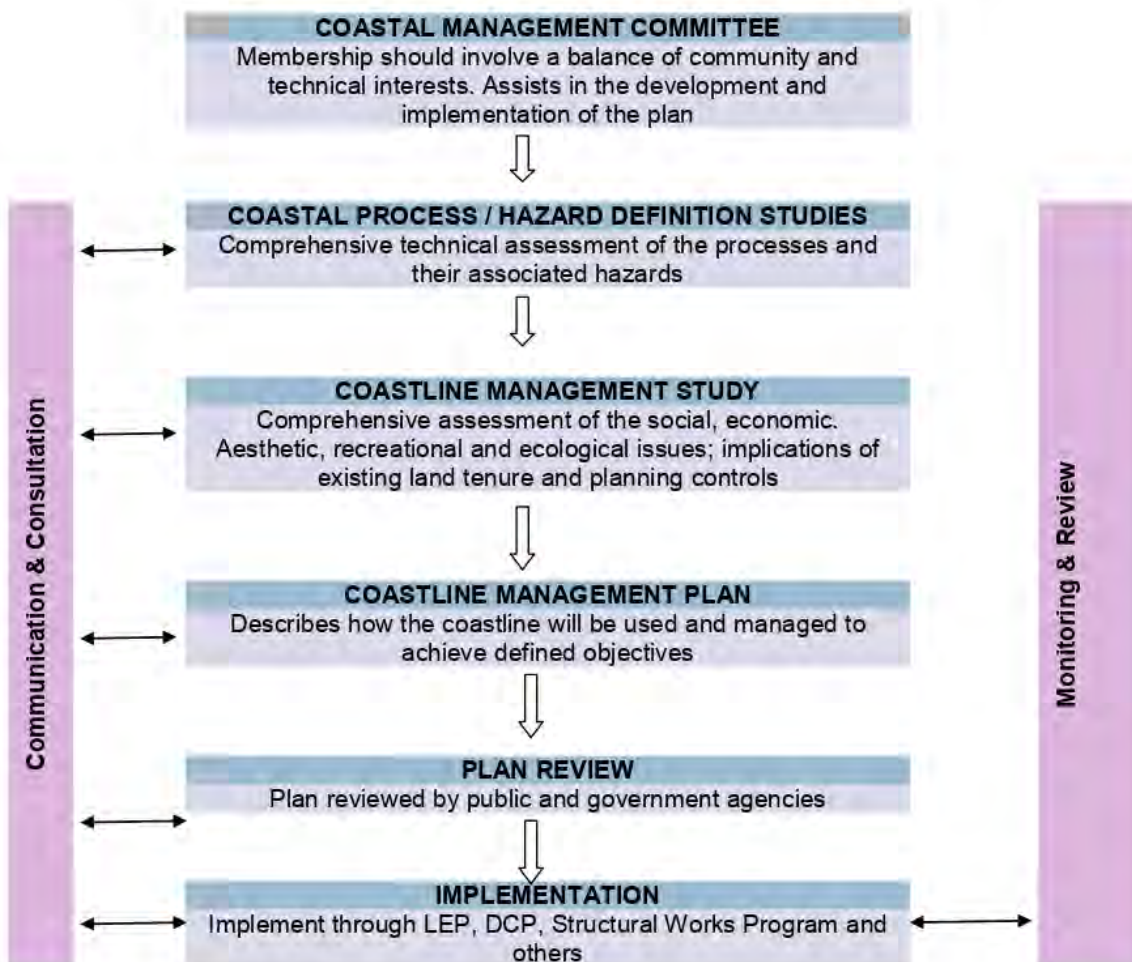 COASTAL MANAGEMENT COMMITTEE
Membership should involve a balance of community and
technical interests. Assists in the development and
implementation of the plan
COASTAL PROCESS / HAZARD DEFINITION STUDIES
Comprehensive technical assessment of the processes and
their associated hazards
COASTLINE MANAGEMENT STUDY
Comprehensive assessment of the social, economic.
Aesthetic, recreational and ecological issues; implications of
existing land tenure and planning controls
COASTLINE MANAGEMENT PLAN
Describes how the coastline will be used and managed to
achieve defined objectives
PLAN REVIEW
Plan reviewed by public and government agencies
IMPLEMENTATION
Implement through LEP, DCP, Structural Works Program and
others
Communication & Consultation
Monitoring & Review